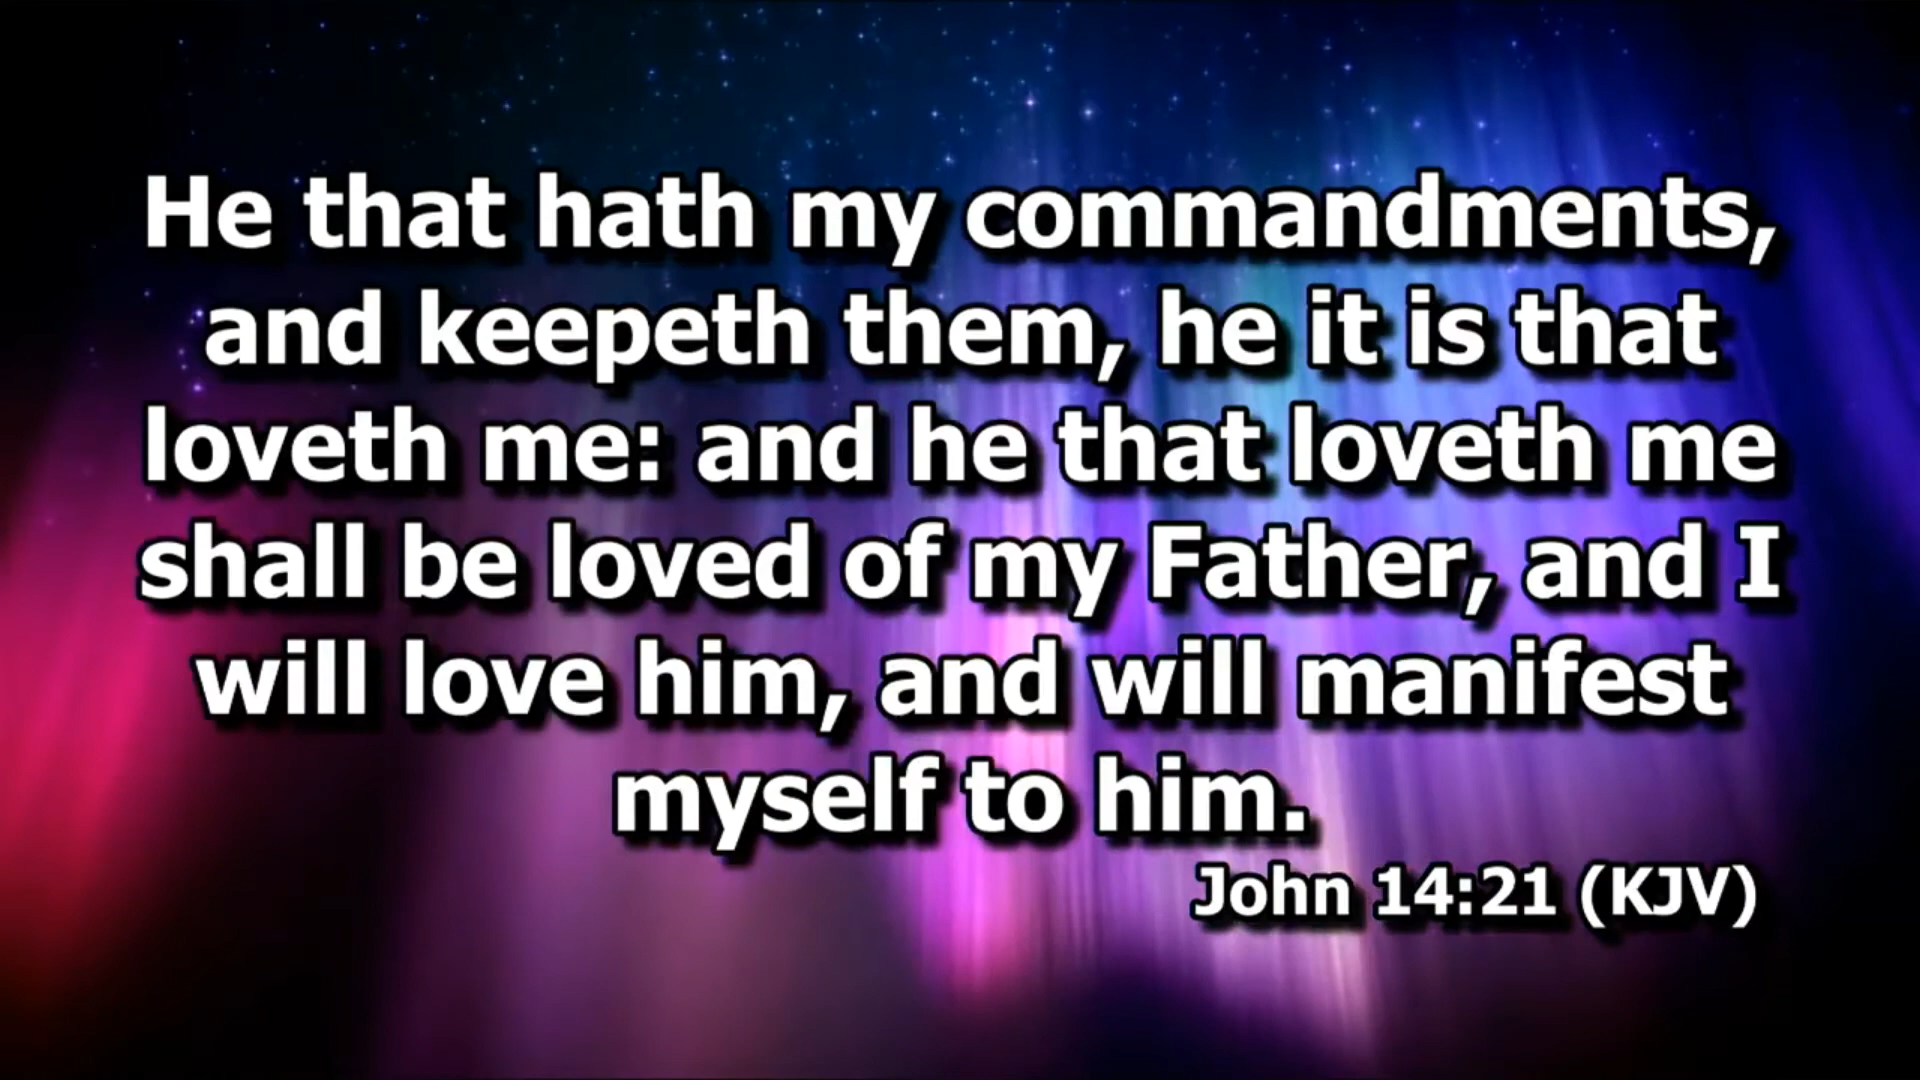 He that hath my commandments,
and keepeth them, he it is that
loveth me: and he that loveth me
shall be loved of my Father, and I
will love him, and will manifest
myself to him.
John 14:21 (KJV)